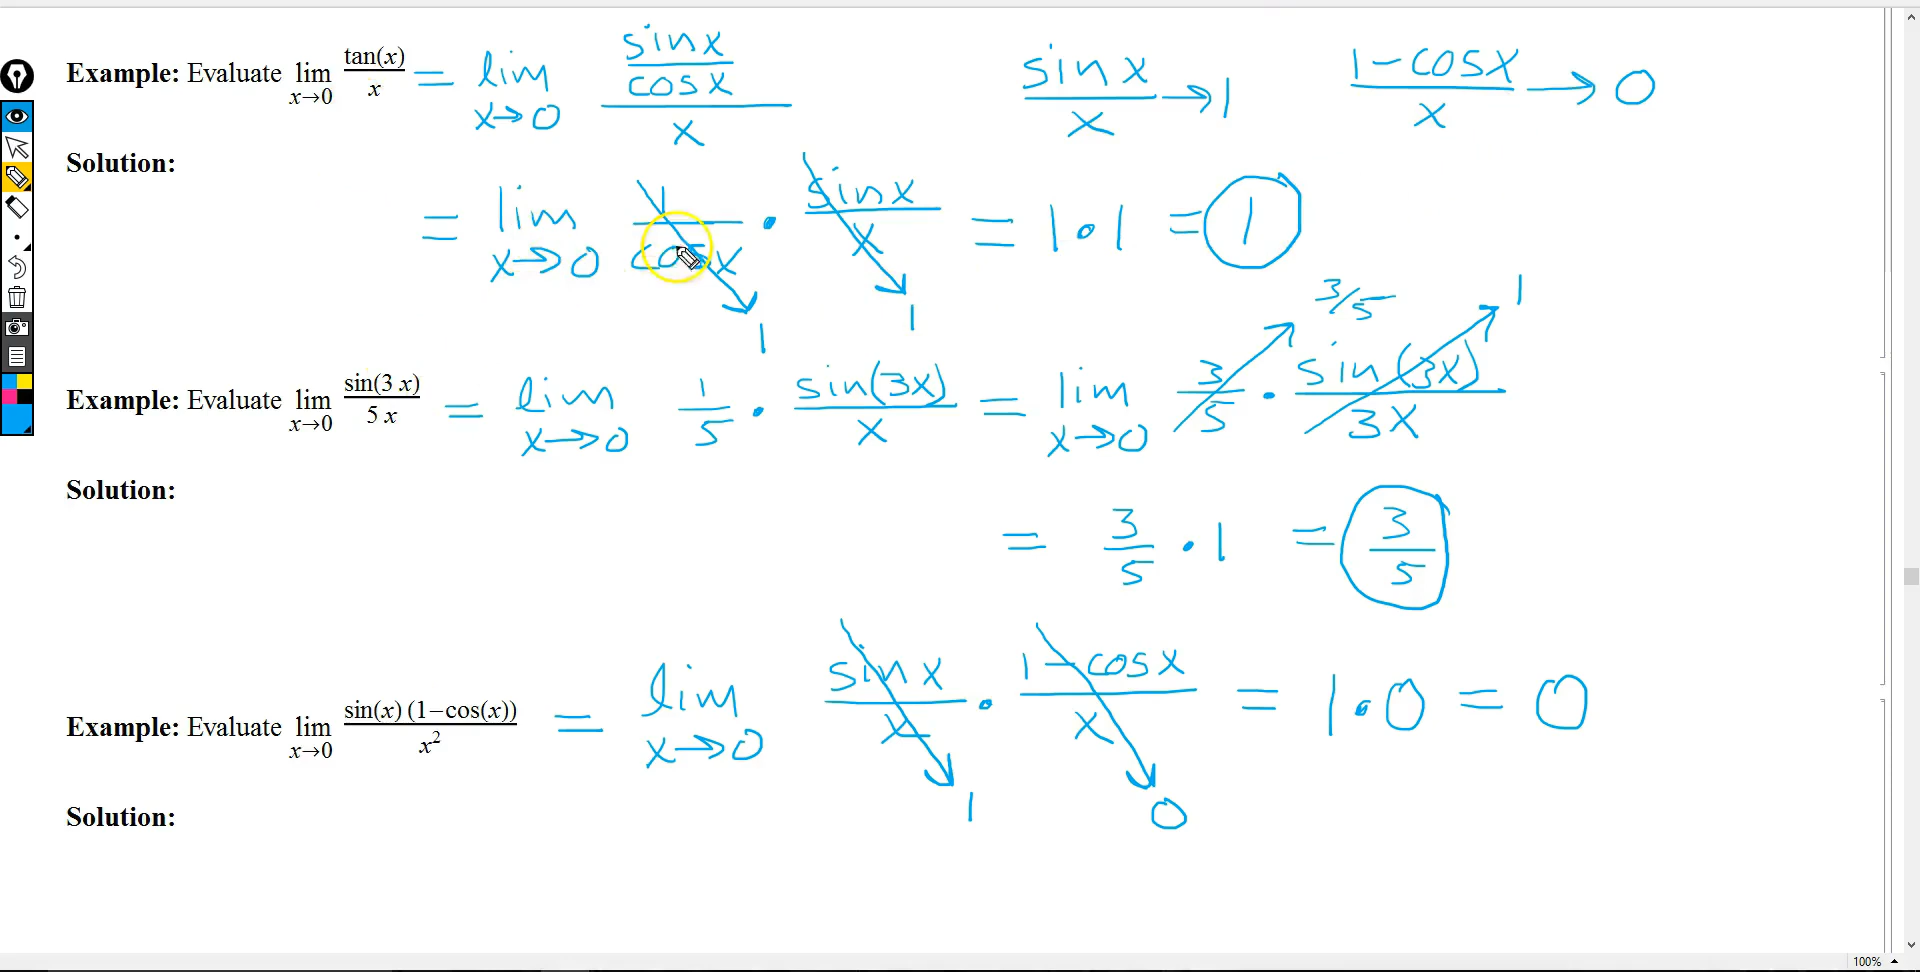 Example: Evaluate lim x→0 tan(x)/x = lim x→0 (sinx/cosx)/x    sinx/x → 1    1-cosx/x → 0
Solution:
= lim x→0 1/cosx • sinx/x = 1•1 = 1
1 1 3/5 1
Example: Evaluate lim x→0 sin(3 x)/5 x = lim x→0 1/5 • sin(3x)/x = lim x→0 3/5 • sin(3x)/3x
Solution:
= 3/5 • 1 = 3/5
Example: Evaluate lim x→0 sin(x) (1−cos(x))/x² = lim x→0 sinx/x • 1-cosx/x = 1•0 = 0
1 0
Solution:
100%